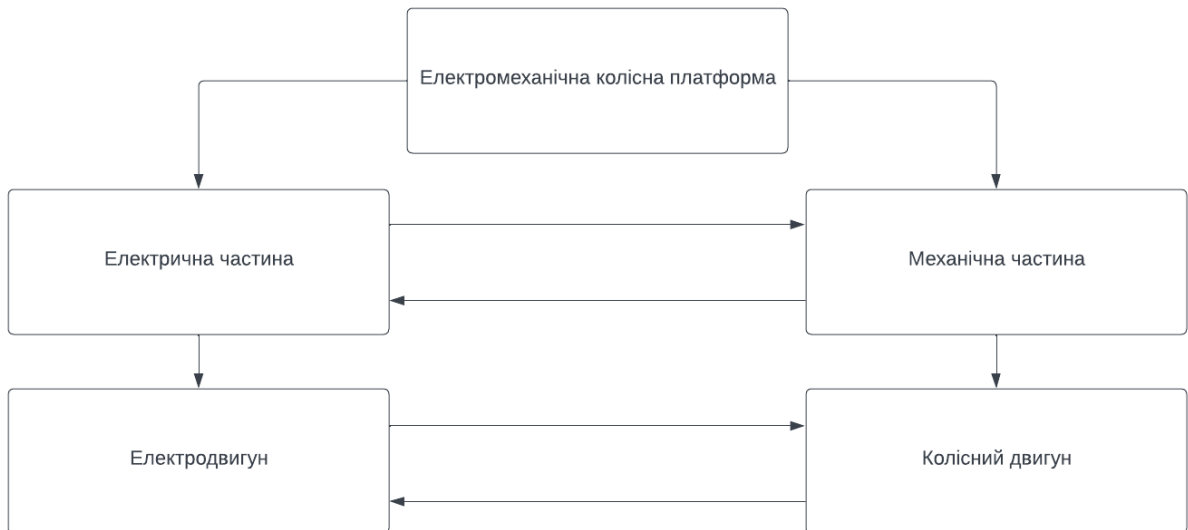 Електромеханічна колісна платформа
Електрична частина
Механічна частина
Електродвигун
Колісний двигун